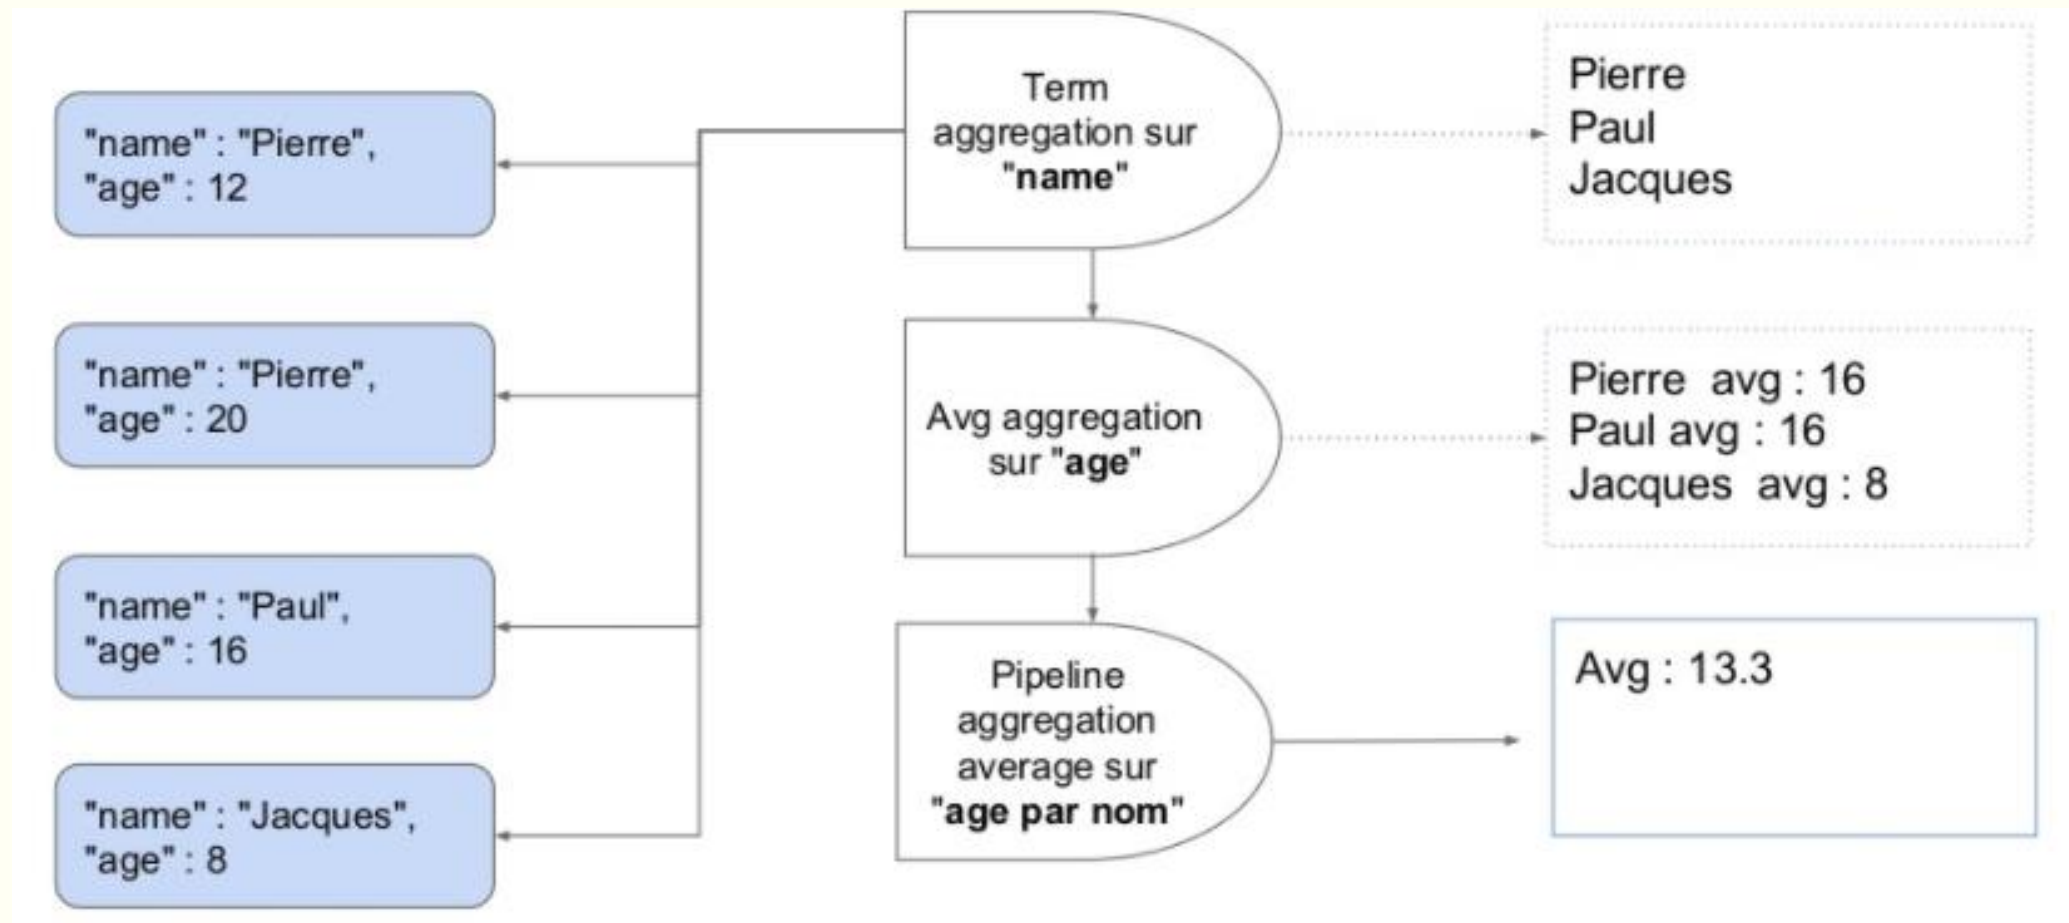 "name" : "Pierre",
"age" : 12
"name" : "Pierre",
"age" : 20
"name" : "Paul",
"age" : 16
"name" : "Jacques",
"age" : 8
Term
aggregation sur
"name"
Avg aggregation
sur "age"
Pipeline
aggregation
average sur
"age par nom"
Pierre
Paul
Jacques
Pierre avg : 16
Paul avg : 16
Jacques avg : 8
Avg : 13.3